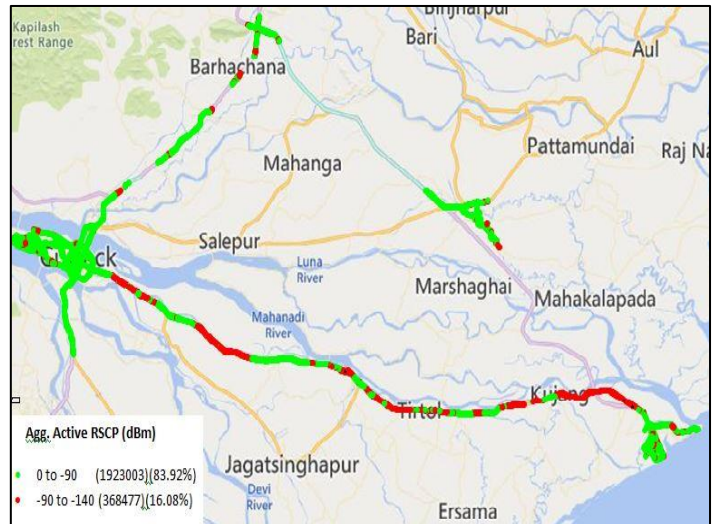 Kapilash
rest Range
Binjharpur
Bari
Aul
Barhachana
Pattamundai
Raj Na
Mahanga
Salepur
Luna
River
Marshaghai
Mahakalapada
Mahanadi
River
Tirtol
Kujang
Jagatsinghapur
Devi
River
Ersama
Agg. Active RSCP (dBm)
0 to -90 (1923003)(83.92%)
-90 to -140 (368477)(16.08%)